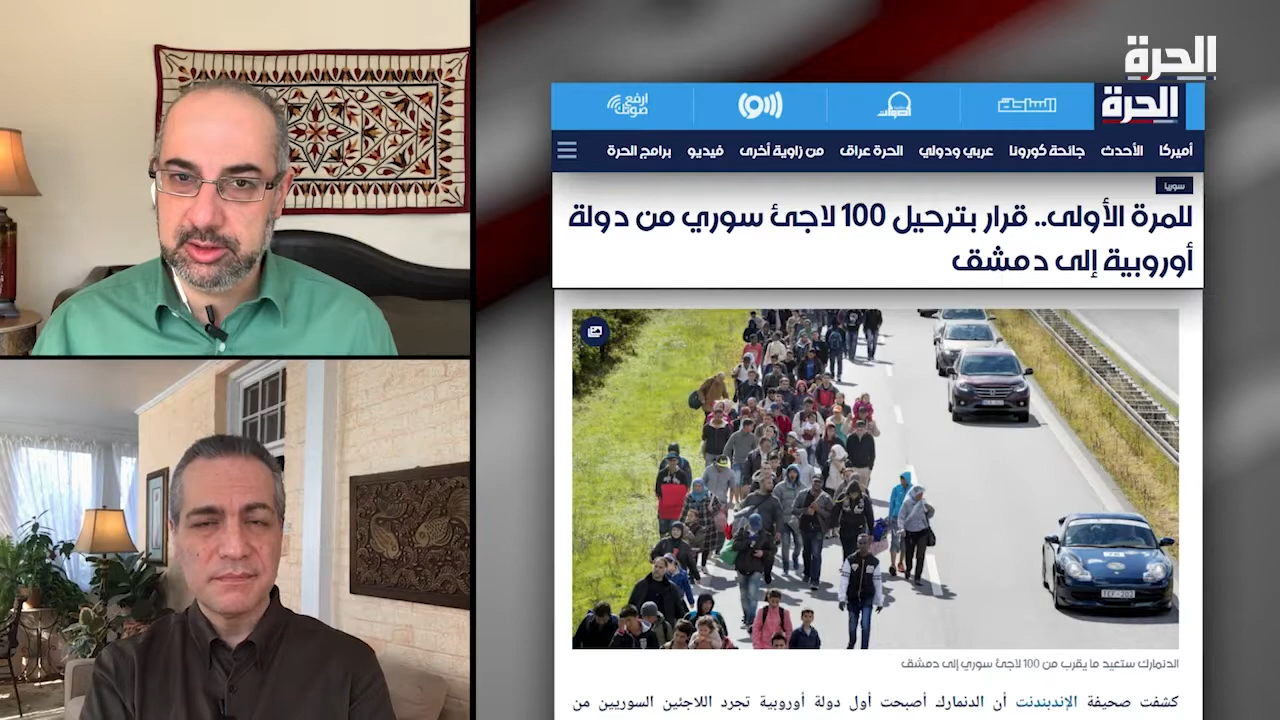 الحرة
الحرة
الساحة
أصوات
ارفع صوتك
أميركا الأحدث جائحة كورونا عربي ودولي الحرة عراق من زاوية أخرى فيديو برامج الحرة
سوريا
للمرة الأولى.. قرار بترحيل 100 لاجئ سوري من دولة
أوروبية إلى دمشق
الدنمارك ستعيد ما يقرب من 100 لاجئ سوري إلى دمشق
كشفت صحيفة الإندبندنت أن الدنمارك أصبحت أول دولة أوروبية تجرد اللاجئين السوريين من